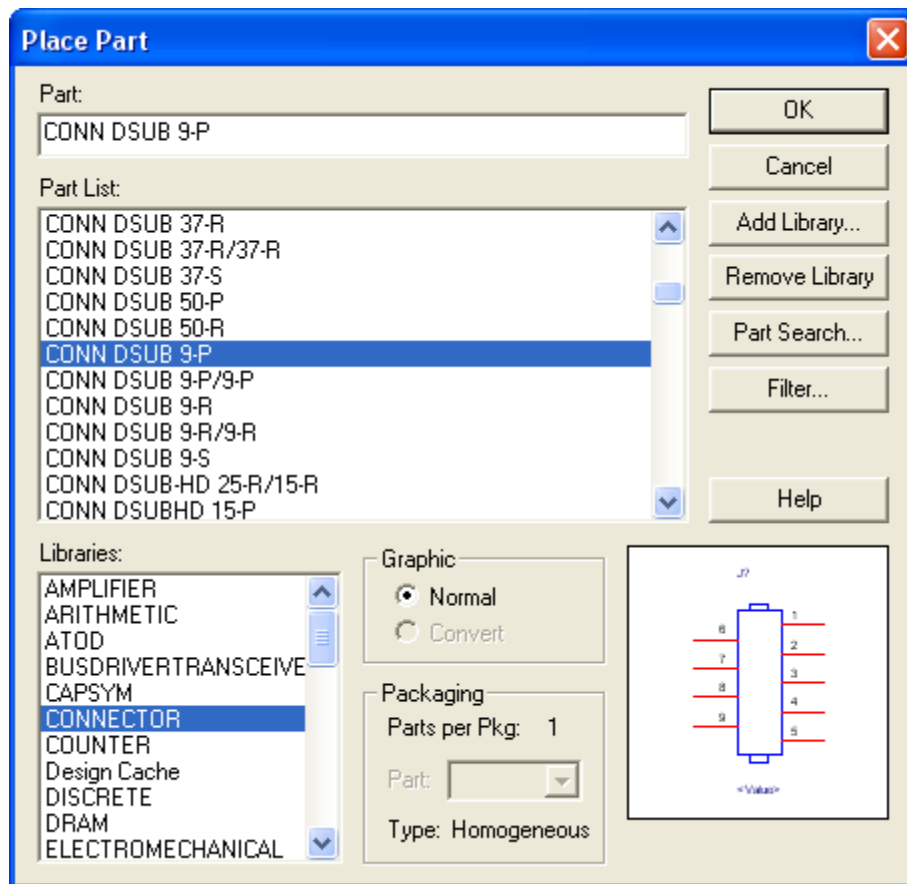 Place Part
Part:
CONN DSUB 9-P
OK
Cancel
Part List:
CONN DSUB 37-R
CONN DSUB 37-R/37-R
CONN DSUB 37-S
CONN DSUB 50-P
CONN DSUB 50-R
CONN DSUB 9-P
CONN DSUB 9-P/9-P
CONN DSUB 9-R
CONN DSUB 9-R/9-R
CONN DSUB 9-S
CONN DSUB-HD 25-R/15-R
CONN DSUBHD 15-P
Add Library...
Remove Library
Part Search...
Filter...
Help
Libraries:
AMPLIFIER
ARITHMETIC
ATOD
BUSDRIVERTRANSCEIVE
CAPSYM
CONNECTOR
COUNTER
Design Cache
DISCRETE
DRAM
ELECTROMECHANICAL
Graphic
Normal
Convert
Packaging
Parts per Pkg: 1
Part:
Type: Homogeneous
J?
1
6
2
7
3
8
4
9
5
<Value>